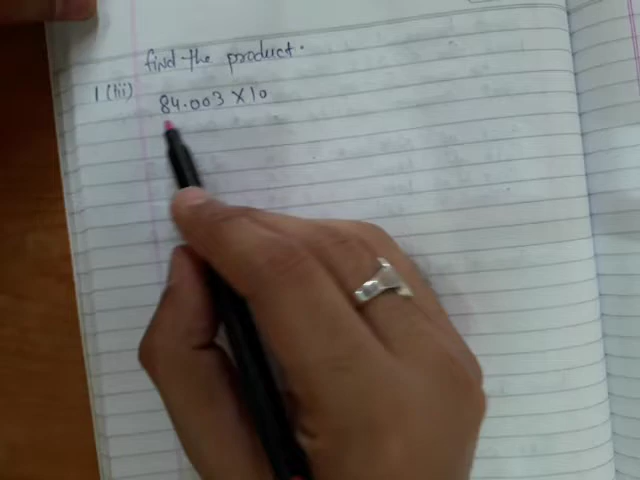 find the product.
1 (iii) 84.003 × 10